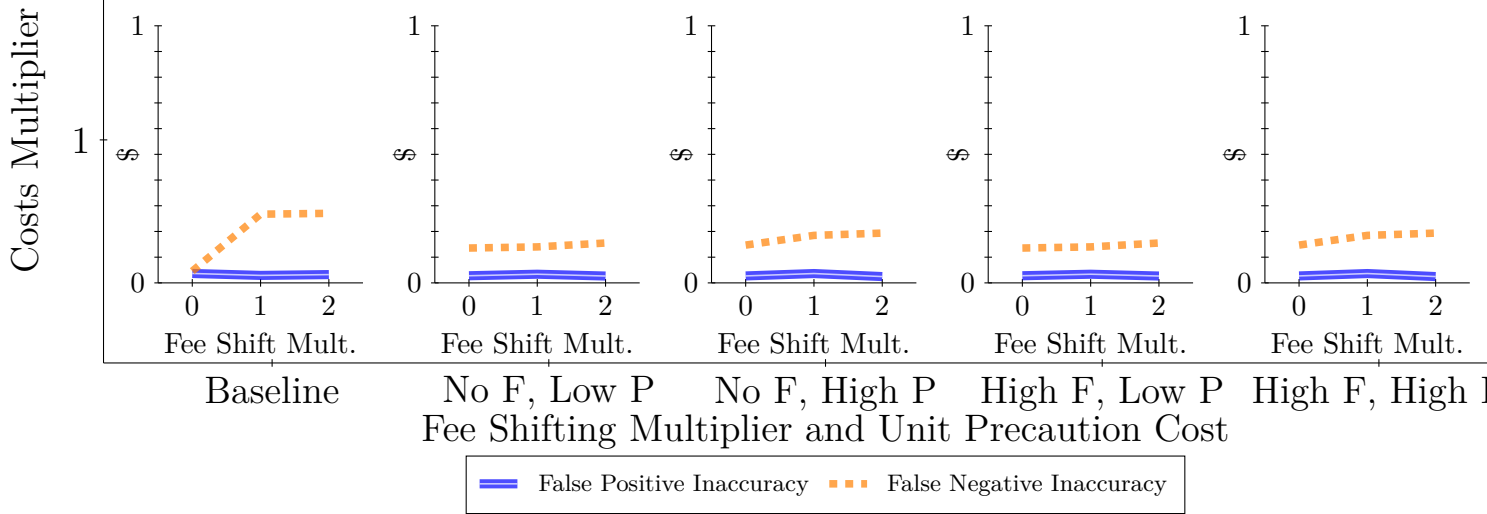 Costs Multiplier
1
1
$
0
0 1 2
Fee Shift Mult.
1
$
0
0 1 2
Fee Shift Mult.
1
$
0
0 1 2
Fee Shift Mult.
1
$
0
0 1 2
Fee Shift Mult.
1
$
0
0 1 2
Fee Shift Mult.
Baseline
No F, Low P
No F, High P
High F, Low P
High F, High
Fee Shifting Multiplier and Unit Precaution Cost
False Positive Inaccuracy
False Negative Inaccuracy